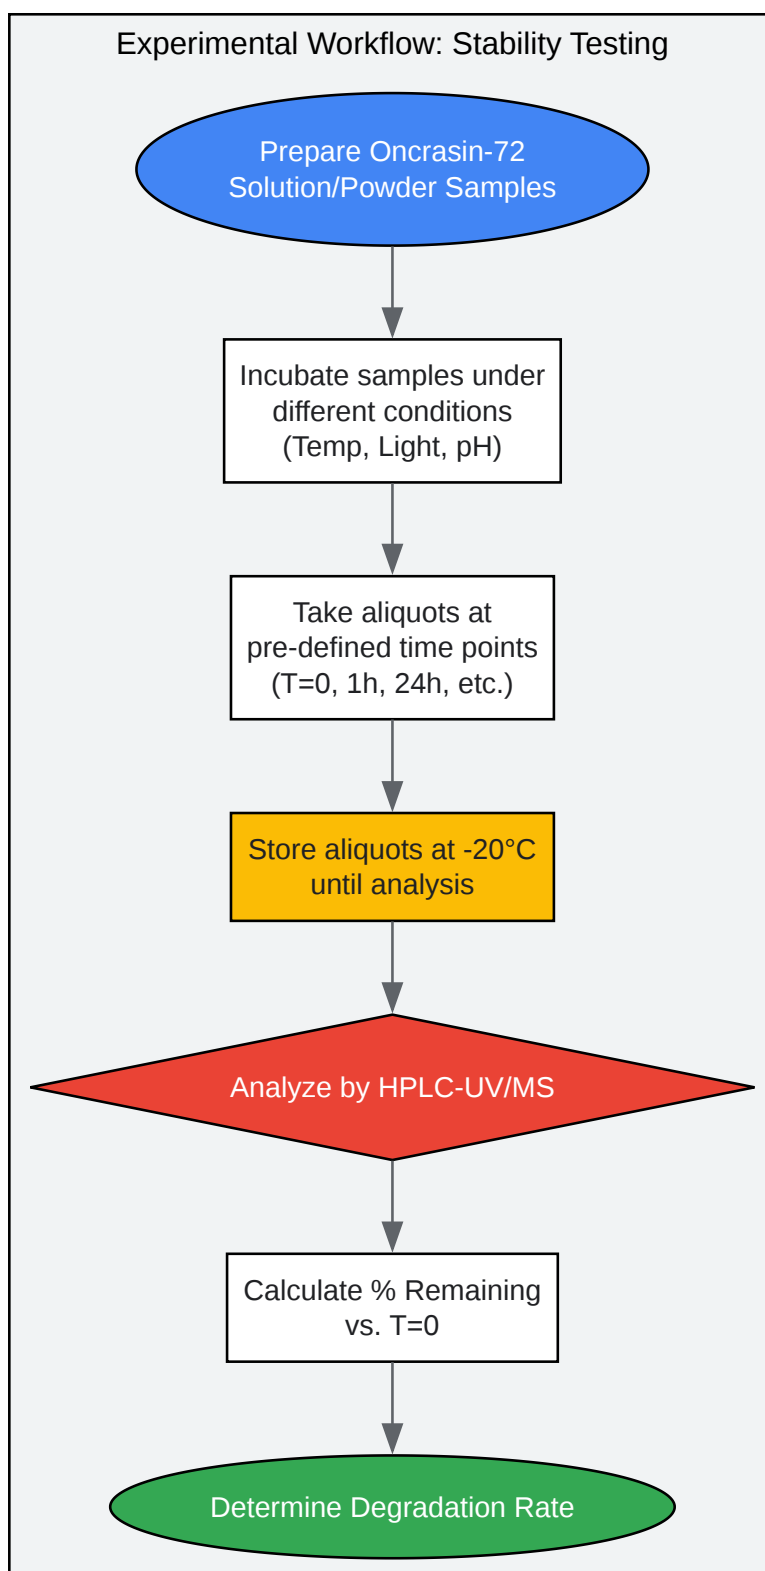 Experimental Workflow: Stability Testing
Prepare Oncrasin-72
Solution/Powder Samples
Incubate samples under
different conditions
(Temp, Light, pH)
Take aliquots at
pre-defined time points
(T=0, 1h, 24h, etc.)
Store aliquots at -20°C
until analysis
Analyze by HPLC-UV/MS
Calculate % Remaining
vs. T=0
Determine Degradation Rate